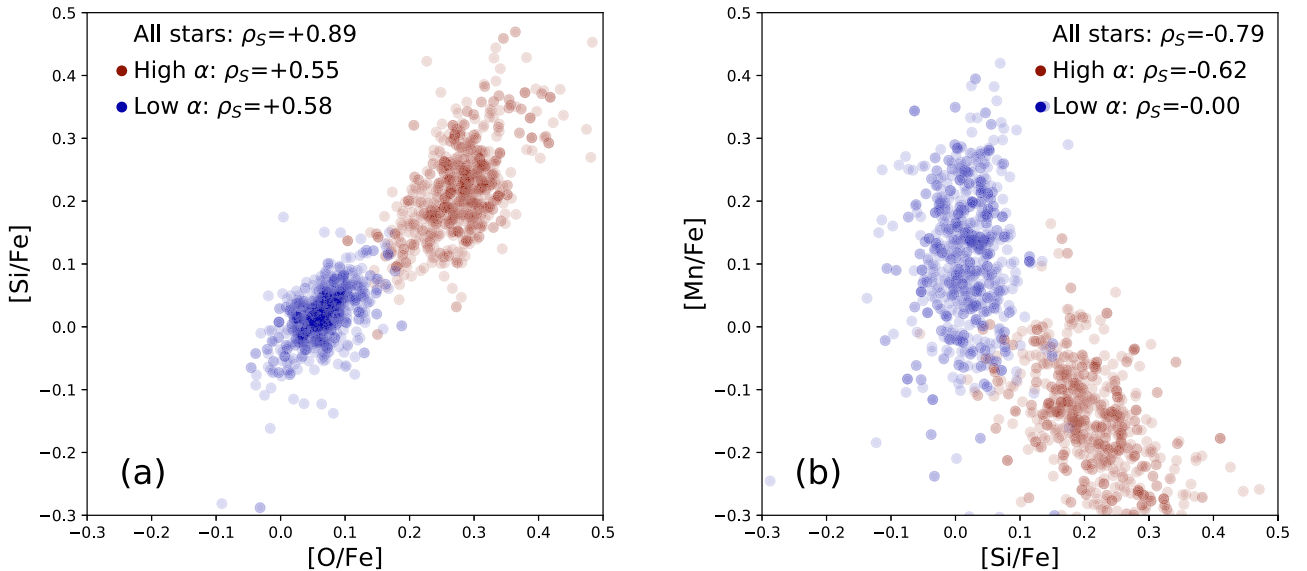 All stars: ρS=+0.89
High α: ρS=+0.55
Low α: ρS=+0.58
0.5
0.4
0.3
0.2
0.1
0.0
−0.1
−0.2
−0.3
[Si/Fe]
(a)
−0.3 −0.2 −0.1 0.0 0.1 0.2 0.3 0.4 0.5
[O/Fe]
All stars: ρS=-0.79
High α: ρS=-0.62
Low α: ρS=-0.00
0.5
0.4
0.3
0.2
0.1
0.0
−0.1
−0.2
−0.3
[Mn/Fe]
(b)
−0.3 −0.2 −0.1 0.0 0.1 0.2 0.3 0.4 0.5
[Si/Fe]